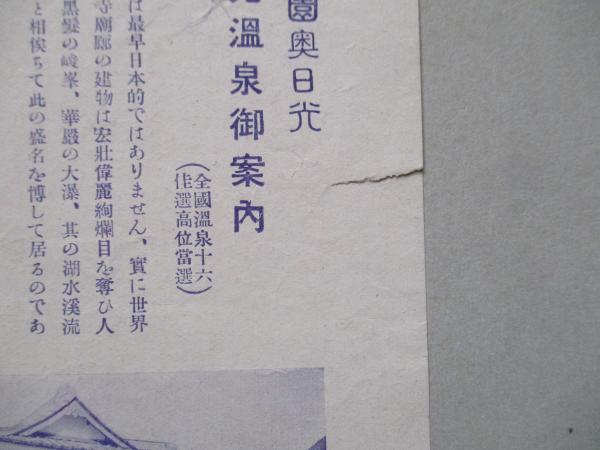 園奥日光
温泉御案內
(全國溫泉十六
佳選高位當選)
は最早日本的ではありません、實に世界
寺廟廊の建物は宏壯偉麗絢爛目を奪ひ人
黑髮の峻峯、華嚴の大瀑、其の湖水溪流
と相俟ちて此の盛名を博して居るのであ